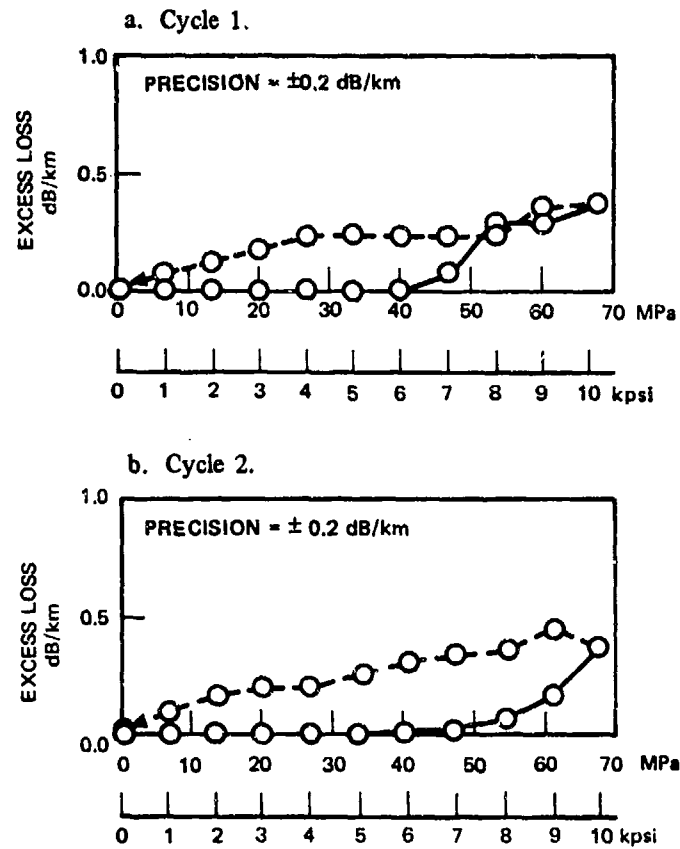 a. Cycle 1.
1.0
PRECISION ≈ ±0.2 dB/km
EXCESS LOSS
dB/km
0.5
0.0
0 10 20 30 40 50 60 70 MPa
0 1 2 3 4 5 6 7 8 9 10 kpsi
b. Cycle 2.
1.0
PRECISION = ± 0.2 dB/km
EXCESS LOSS
dB/km
0.5
0.0
0 10 20 30 40 50 60 70 MPa
0 1 2 3 4 5 6 7 8 9 10 kpsi